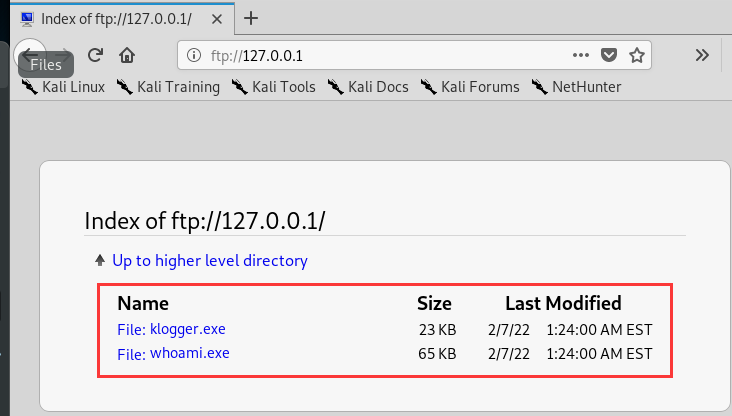 Index of ftp://127.0.0.1/
Files
ftp://127.0.0.1
Kali Linux Kali Training Kali Tools Kali Docs Kali Forums NetHunter
Index of ftp://127.0.0.1/
Up to higher level directory
Name Size Last Modified
File: klogger.exe 23 KB 2/7/22 1:24:00 AM EST
File: whoami.exe 65 KB 2/7/22 1:24:00 AM EST